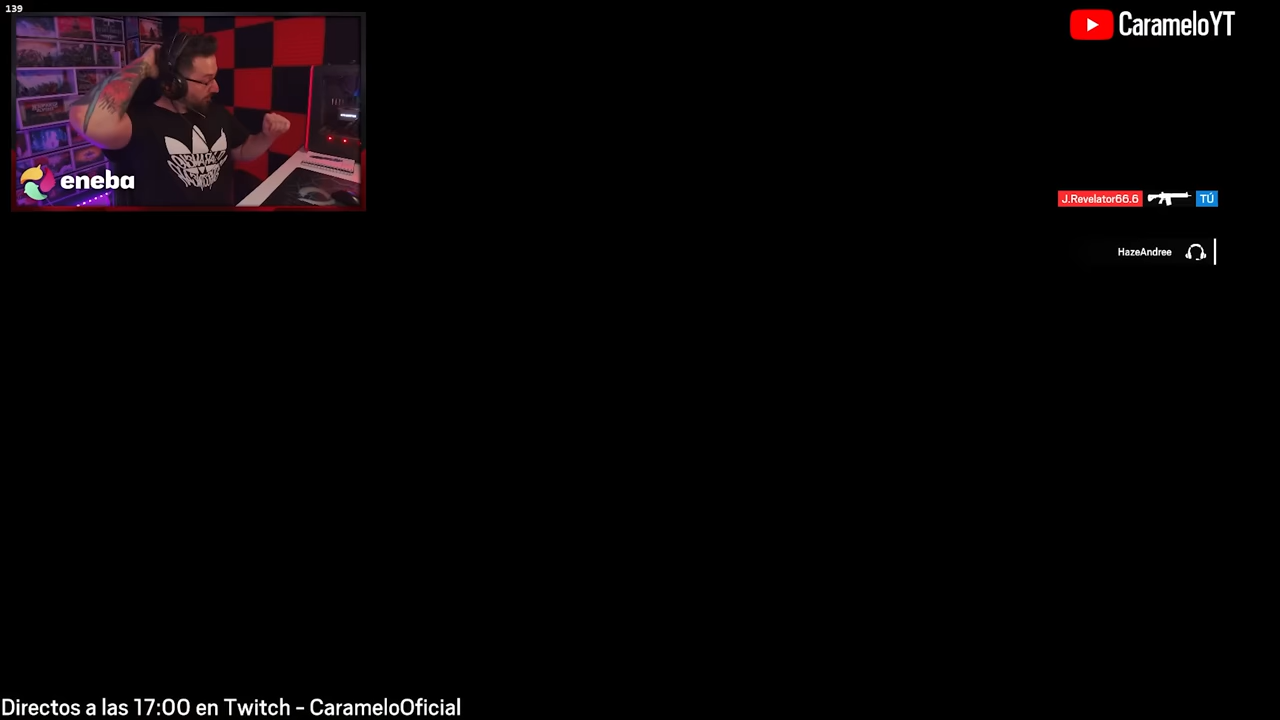 139
CarameloYT
eneba
J.Revelator66.6 TÚ
HazeAndree
Directos a las 17:00 en Twitch - CarameloOficial